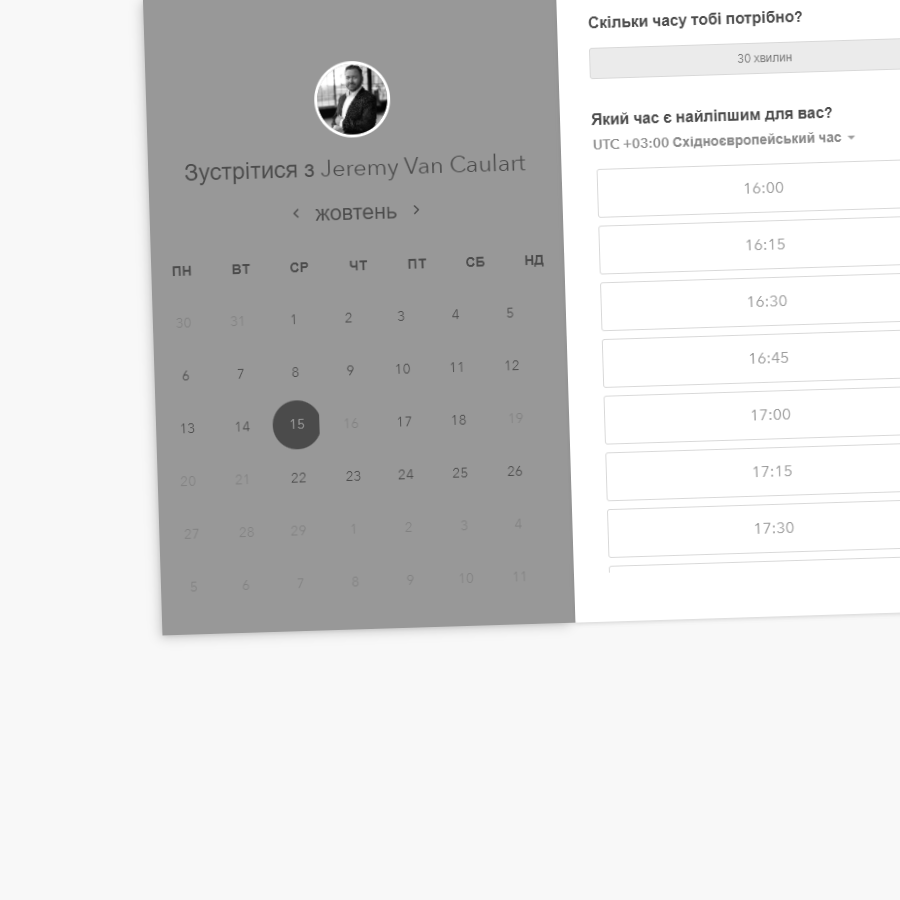 Зустрітися з Jeremy Van Caulart
жовтень
ПН ВТ СР ЧТ ПТ СБ НД
30 31 1 2 3 4 5
6 7 8 9 10 11 12
13 14 15 16 17 18 19
20 21 22 23 24 25 26
27 28 29 1 2 3 4
5 6 7 8 9 10 11
Скільки часу тобі потрібно?
30 хвилин
Який час є найліпшим для вас?
UTC +03:00 Східноєвропейський час
16:00
16:15
16:30
16:45
17:00
17:15
17:30